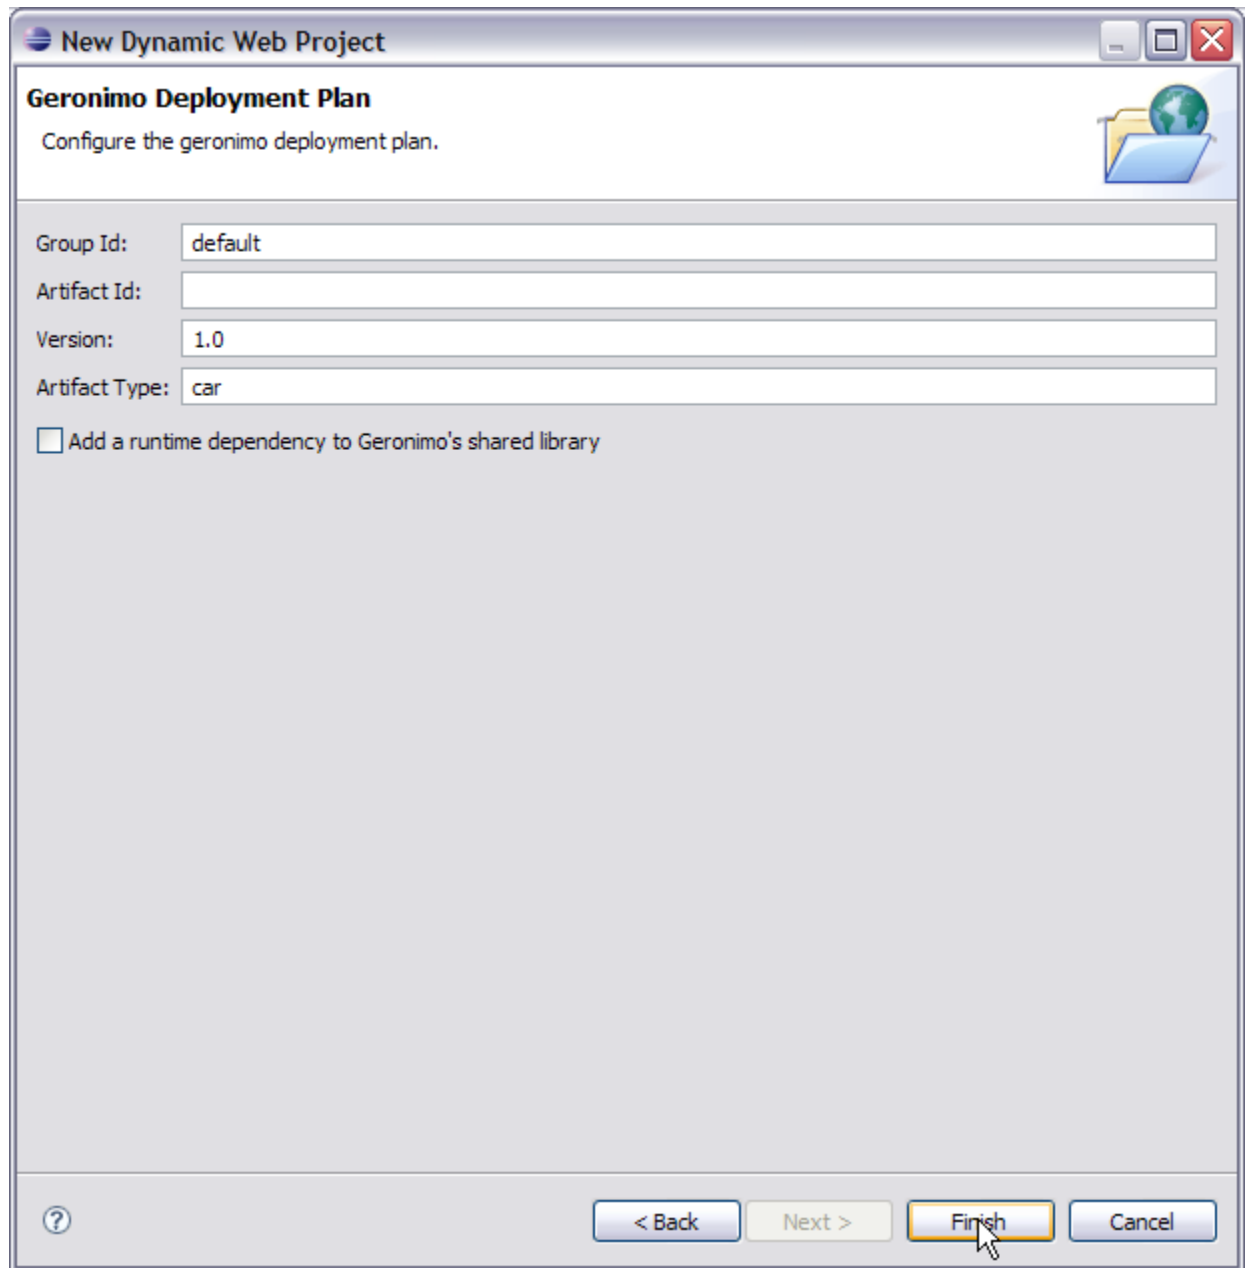 New Dynamic Web Project
Geronimo Deployment Plan
Configure the geronimo deployment plan.
Group Id: default
Artifact Id:
Version: 1.0
Artifact Type: car
Add a runtime dependency to Geronimo's shared library
? < Back Next > Finish Cancel